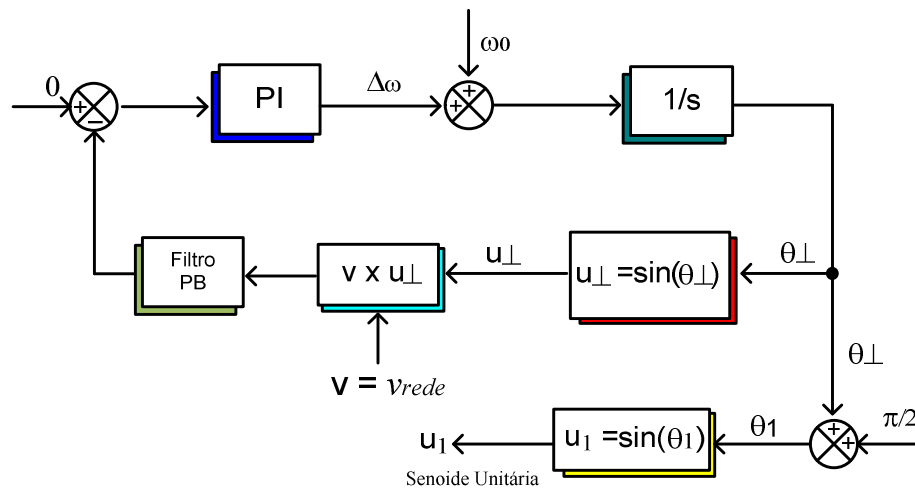 ω0
0
+
−
PI
Δω
+
+
1/s
Filtro
PB
v x u⊥
u⊥
u⊥ =sin(θ⊥)
θ⊥
θ⊥
v = vrede
u1
u1 =sin(θ1)
θ1
+
+
π/2
Senoide Unitária